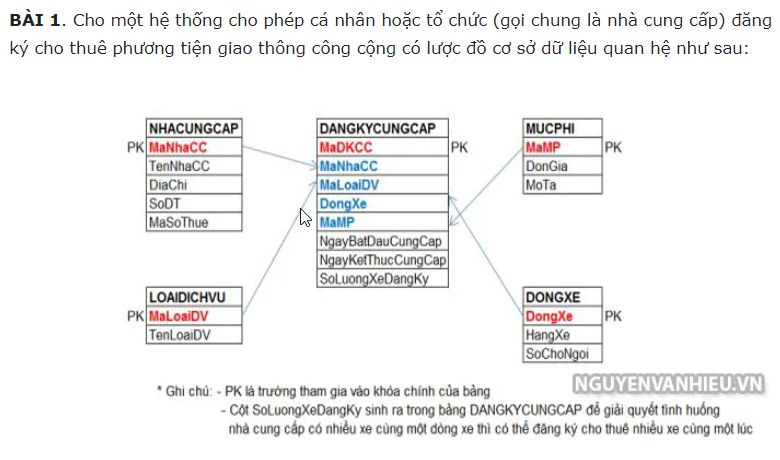 BÀI 1. Cho một hệ thống cho phép cá nhân hoặc tổ chức (gọi chung là nhà cung cấp) đăng
ký cho thuê phương tiện giao thông công cộng có lược đồ cơ sở dữ liệu quan hệ như sau:
NHACUNGCAP
PK MaNhaCC
TenNhaCC
DiaChi
SoDT
MaSoThue
DANGKYCUNGCAP
MaDKCC PK
MaNhaCC
MaLoaiDV
DongXe
MaMP
NgayBatDauCungCap
NgayKetThucCungCap
SoLuongXeDangKy
MUCPHI
MaMP PK
DonGia
MoTa
LOAIDICHVU
PK MaLoaiDV
TenLoaiDV
DONGXE
DongXe PK
HangXe
SoChoNgoi
NGUYENVANHIEU.VN
* Ghi chú: - PK là trường tham gia vào khóa chính của bảng
- Cột SoLuongXeDangKy sinh ra trong bảng DANGKYCUNGCAP để giải quyết tình huống
nhà cung cấp có nhiều xe cùng một dòng xe thì có thể đăng ký cho thuê nhiều xe cùng một lúc